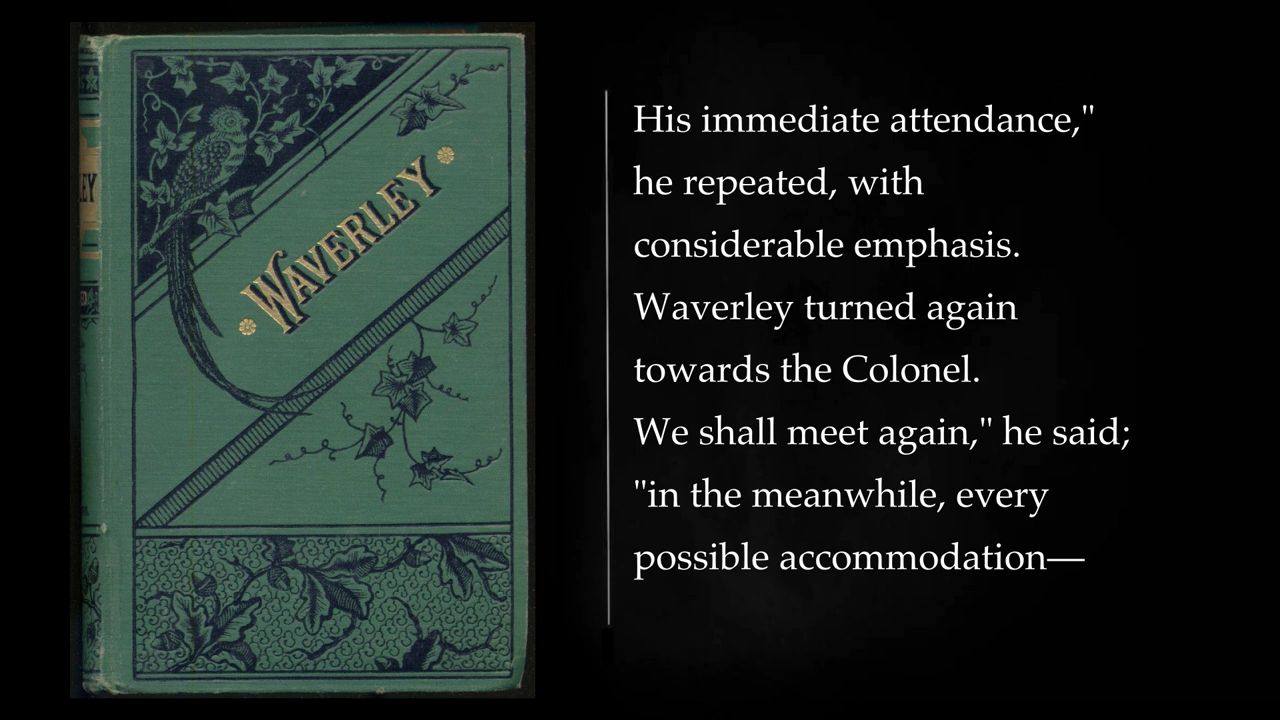 WAVERLEY
EY
His immediate attendance,"
he repeated, with
considerable emphasis.
Waverley turned again
towards the Colonel.
We shall meet again," he said;
"in the meanwhile, every
possible accommodation—